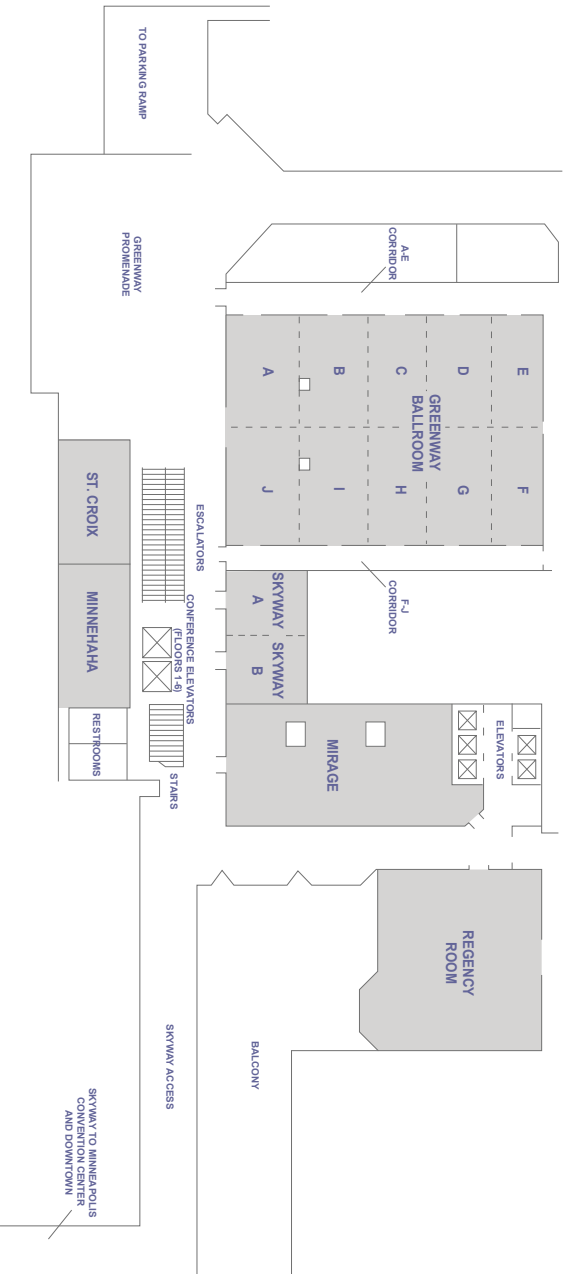 TO PARKING RAMP
GREENWAY
PROMENADE
A-E
CORRIDOR
E
D
C
B
A
GREENWAY
BALLROOM
F
G
H
I
J
ST. CROIX
ESCALATORS
F-J
CORRIDOR
MINNEHAHA
CONFERENCE ELEVATORS
(FLOORS 1-6)
SKYWAY
A
SKYWAY
B
RESTROOMS
STAIRS
MIRAGE
ELEVATORS
REGENCY
ROOM
BALCONY
SKYWAY ACCESS
SKYWAY TO MINNEAPOLIS
CONVENTION CENTER
AND DOWNTOWN